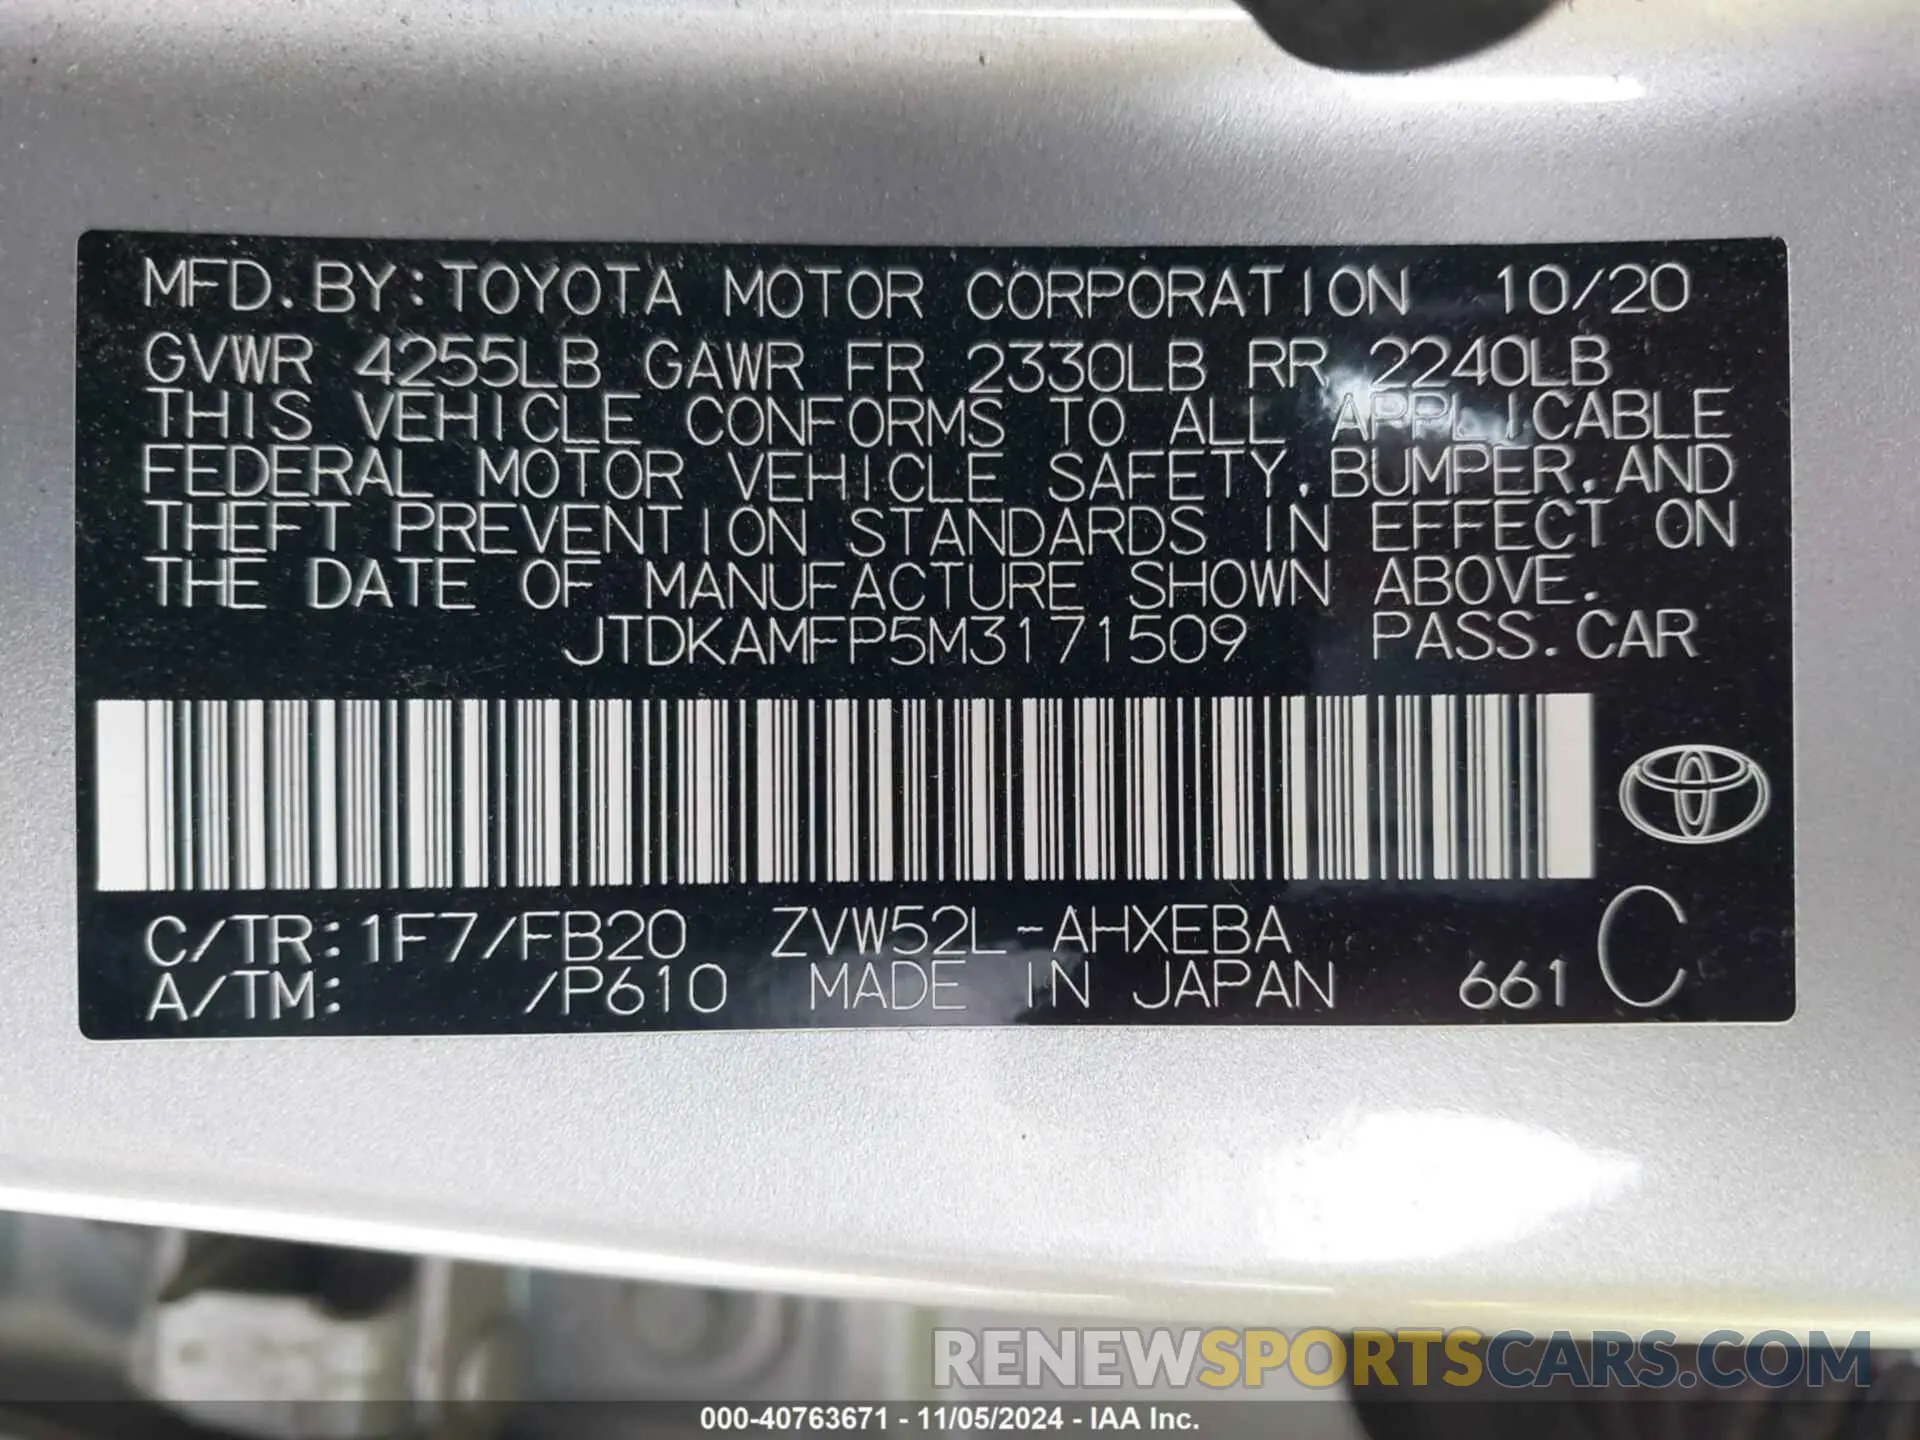 MFD. BY: TOYOTA MOTOR CORPORATION 10/20
GVWR 4255LB GAWR FR 2330LB RR 2240LB
THIS VEHICLE CONFORMS TO ALL APPLICABLE
FEDERAL MOTOR VEHICLE SAFETY, BUMPER, AND
THEFT PREVENTION STANDARDS IN EFFECT ON
THE DATE OF MANUFACTURE SHOWN ABOVE.
JTDKAMFP5M3171509 PASS. CAR
C/TR: 1F7/FB20 ZVW52L-AHXEBA C
A/TM: /P610 MADE IN JAPAN 661
RENEWSPORTSCARS.COM
000-40763671 - 11/05/2024 - IAA Inc.